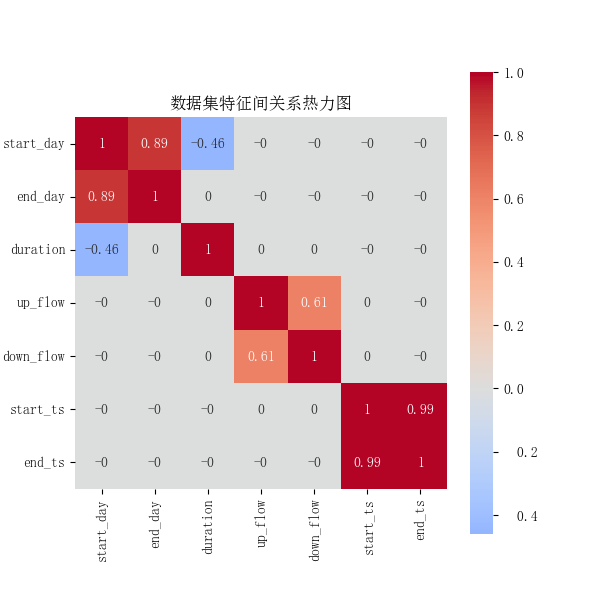 数据集特征间关系热力图
start_day 1 0.89 -0.46 -0 -0 -0 -0
end_day 0.89 1 0 -0 -0 -0 -0
duration -0.46 0 1 0 0 -0 -0
up_flow -0 -0 0 1 0.61 0 -0
down_flow -0 -0 0 0.61 1 0 -0
start_ts -0 -0 -0 0 0 1 0.99
end_ts -0 -0 -0 -0 -0 0.99 1
start_day end_day duration up_flow down_flow start_ts end_ts
1.0
0.8
0.6
0.4
0.2
0.0
0.2
0.4